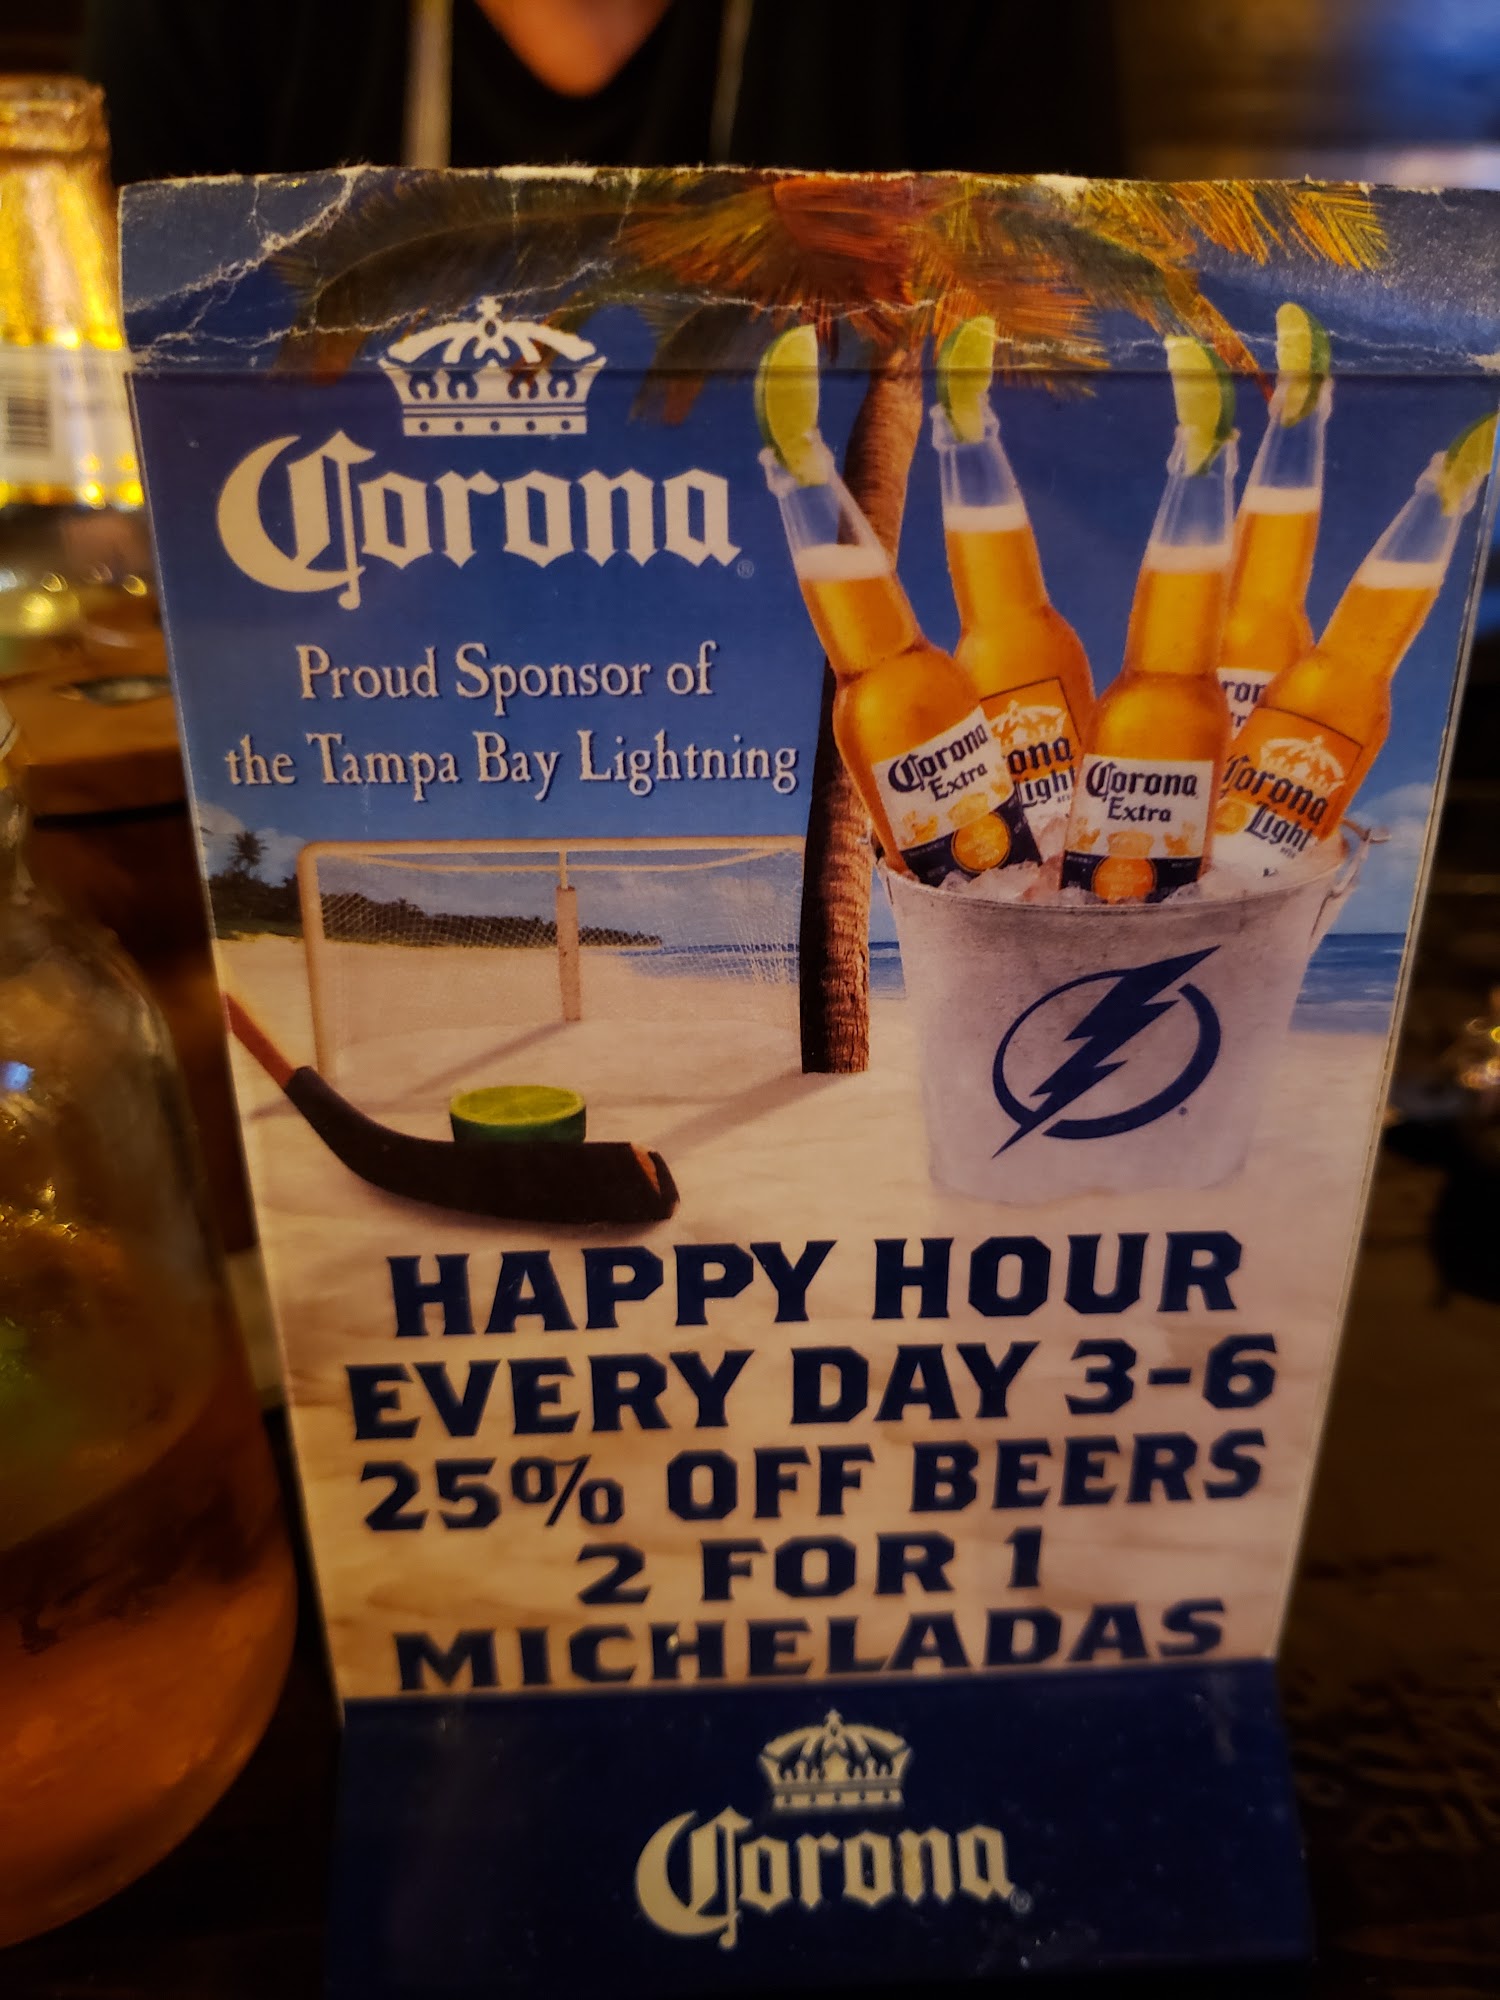 Corona
Proud Sponsor of
the Tampa Bay Lightning
Corona
Extra
Corona
Extra
Corona
Light
HAPPY HOUR
EVERY DAY 3-6
25% OFF BEERS
2 FOR 1
MICHELADAS
Corona